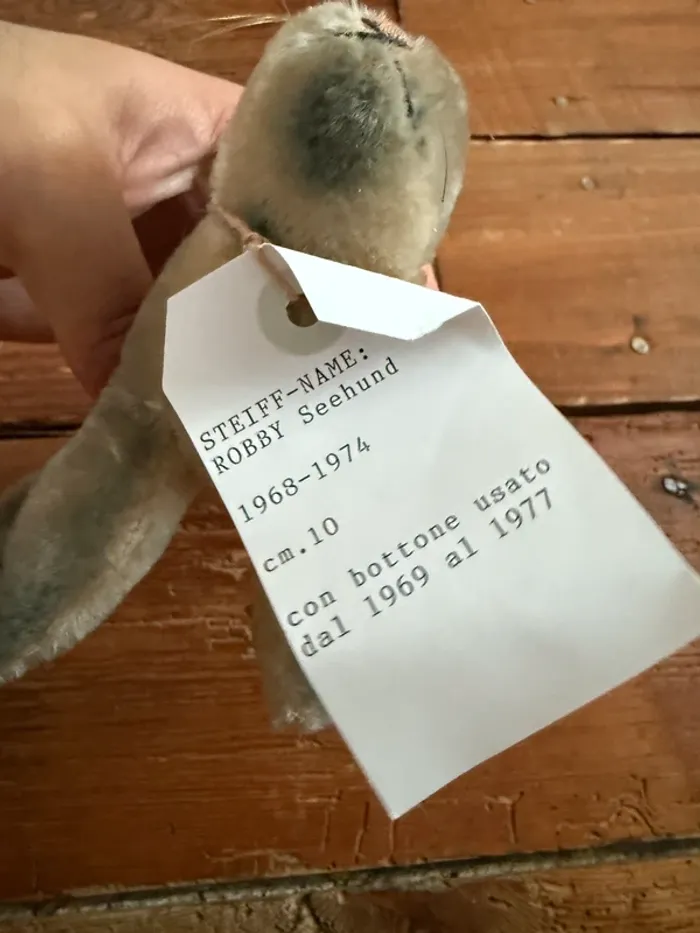 STEIFF-NAME:
ROBBY Seehund
1968-1974
cm.10
con bottone usato
dal 1969 al 1977